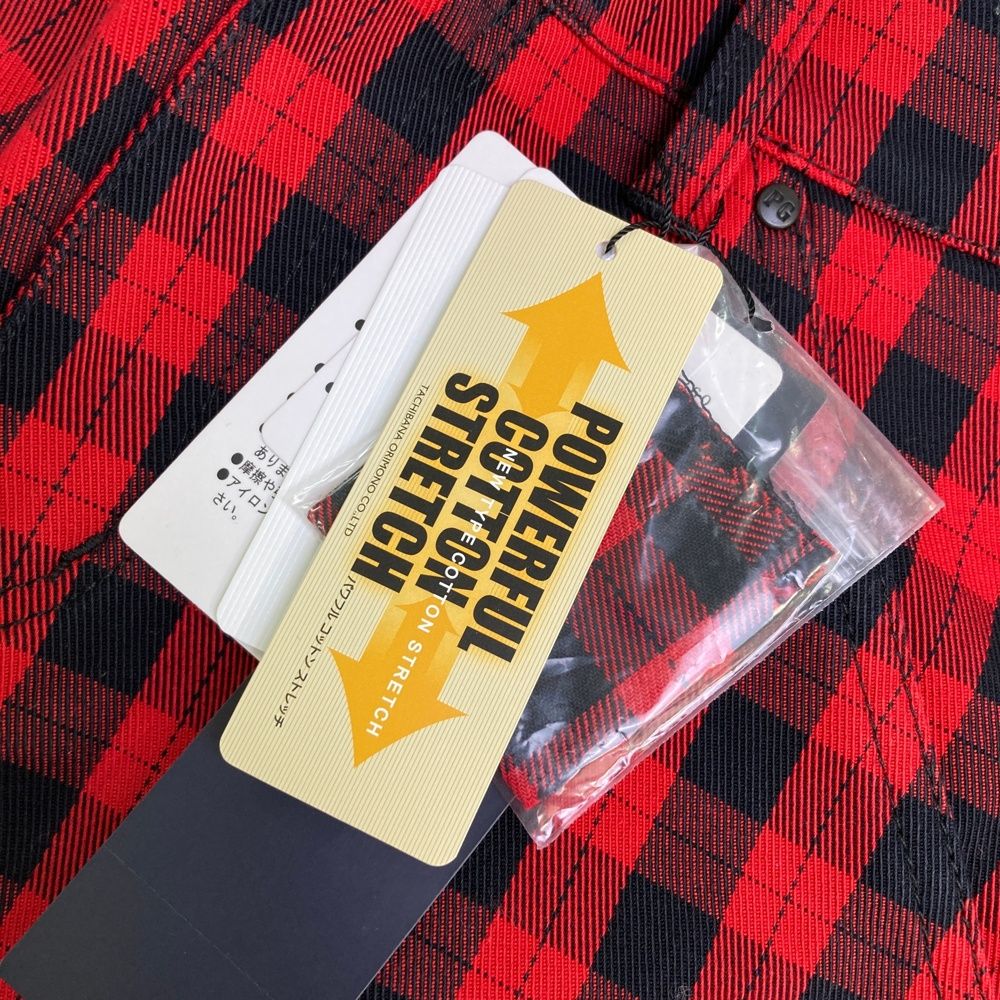 POWERFUL
COTTON
STRETCH
NEW TYPE COTTON STRETCH
TACHIBANA ORIMONO CO.,LTD
パワフルコットンストレッチ
PG
あり
●摩擦や
●アイロン
さい。